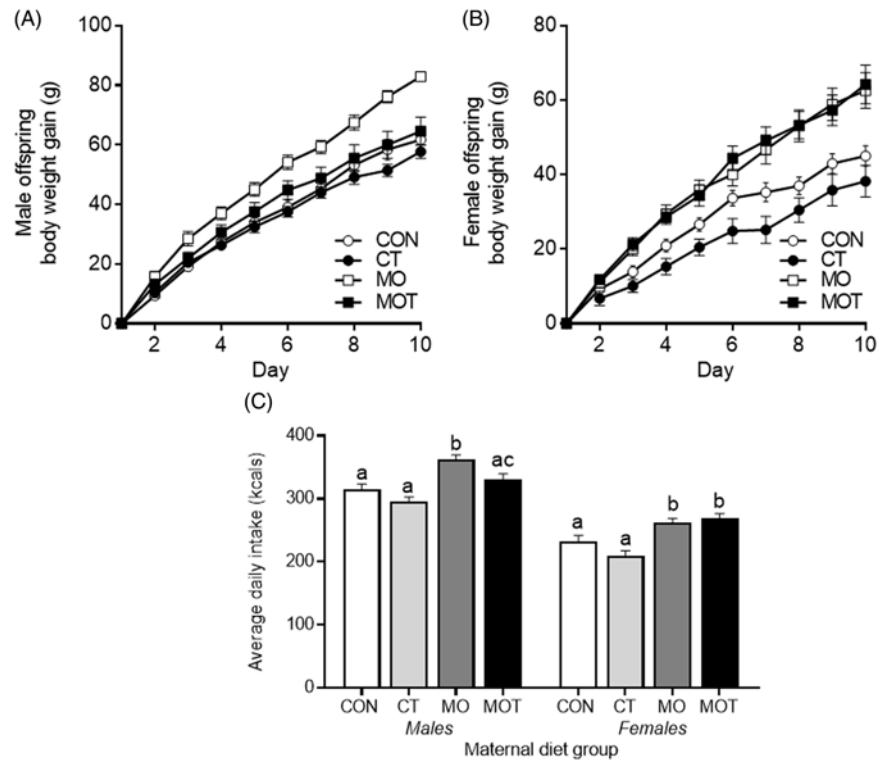 (A)
Male offspring
body weight gain (g)
100
80
60
40
20
0
2 4 6 8 10
Day
CON
CT
MO
MOT
(B)
Female offspring
body weight gain (g)
80
60
40
20
0
2 4 6 8 10
Day
CON
CT
MO
MOT
(C)
Average daily intake (kcals)
400
300
200
100
0
a a b ac a a b b
CON CT MO MOT CON CT MO MOT
Males Females
Maternal diet group